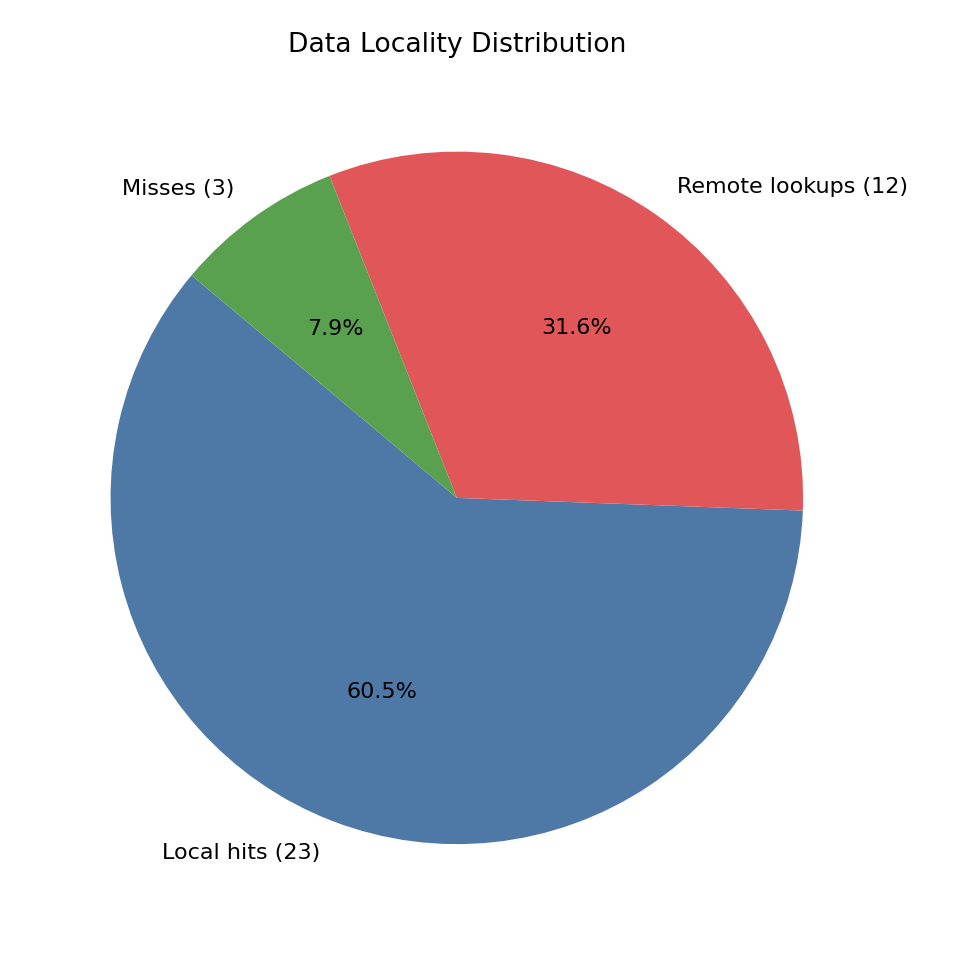 Data Locality Distribution
Misses (3)
Remote lookups (12)
7.9%
31.6%
60.5%
Local hits (23)